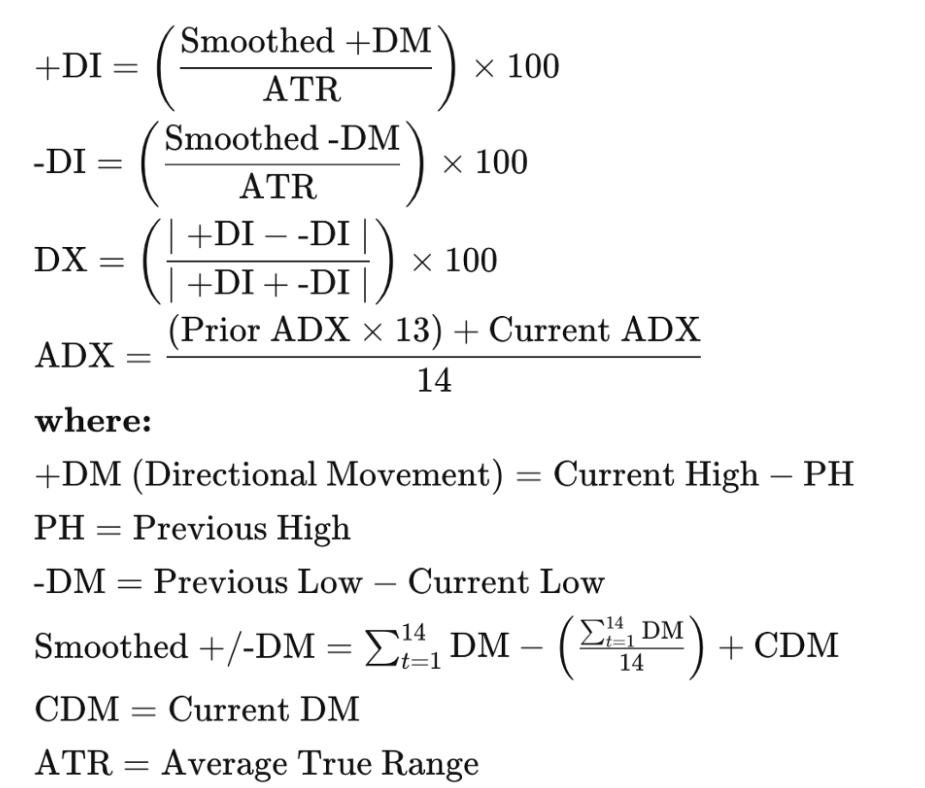 +DI = (Smoothed +DM / ATR) × 100
-DI = (Smoothed -DM / ATR) × 100
DX = (| +DI − -DI | / | +DI + -DI |) × 100
ADX = (Prior ADX × 13) + Current ADX / 14
where:
+DM (Directional Movement) = Current High − PH
PH = Previous High
-DM = Previous Low − Current Low
Smoothed +/-DM = ∑_{t=1}^{14} DM − (∑_{t=1}^{14} DM / 14) + CDM
CDM = Current DM
ATR = Average True Range